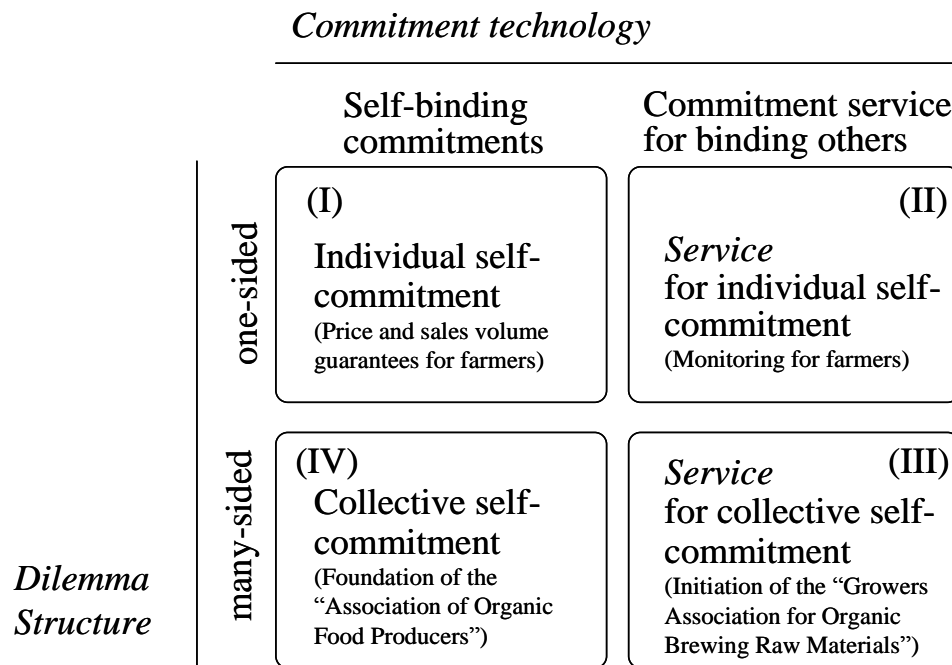 Commitment technology
Self-binding
commitments
Commitment service
for binding others
one-sided
(I)
Individual self-
commitment
(Price and sales volume
guarantees for farmers)
(II)
Service
for individual self-
commitment
(Monitoring for farmers)
many-sided
(IV)
Collective self-
commitment
(Foundation of the
“Association of Organic
Food Producers”)
(III)
Service
for collective self-
commitment
(Initiation of the “Growers
Association for Organic
Brewing Raw Materials”)
Dilemma
Structure